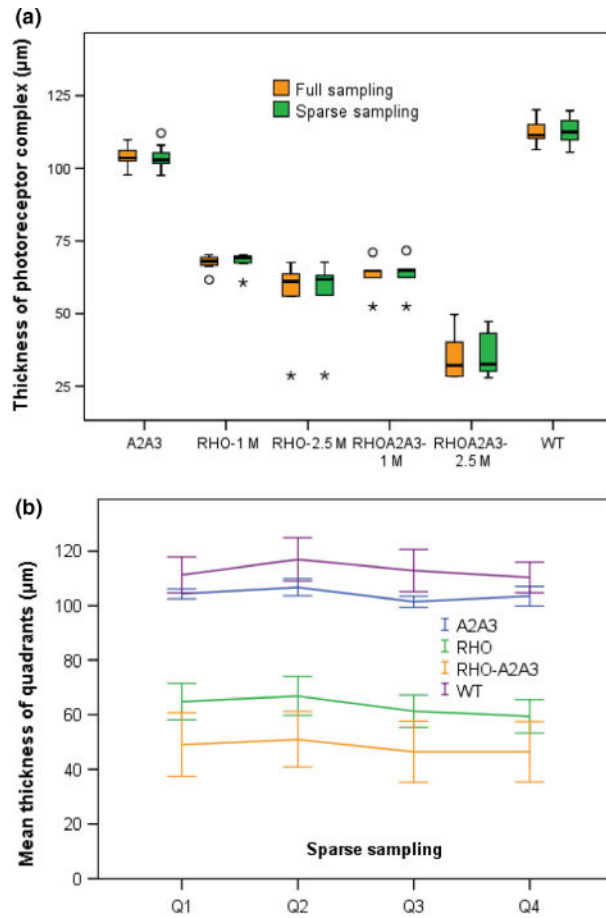 (a)
Thickness of photoreceptor complex (µm)
125
100
75
50
25
Full sampling
Sparse sampling
A2A3
RHO-1 M
RHO-2.5 M
RHOA2A3-
1 M
RHOA2A3-
2.5 M
WT
(b)
Mean thickness of quadrants (µm)
120
100
80
60
40
20
0
A2A3
RHO
RHO-A2A3
WT
Sparse sampling
Q1
Q2
Q3
Q4